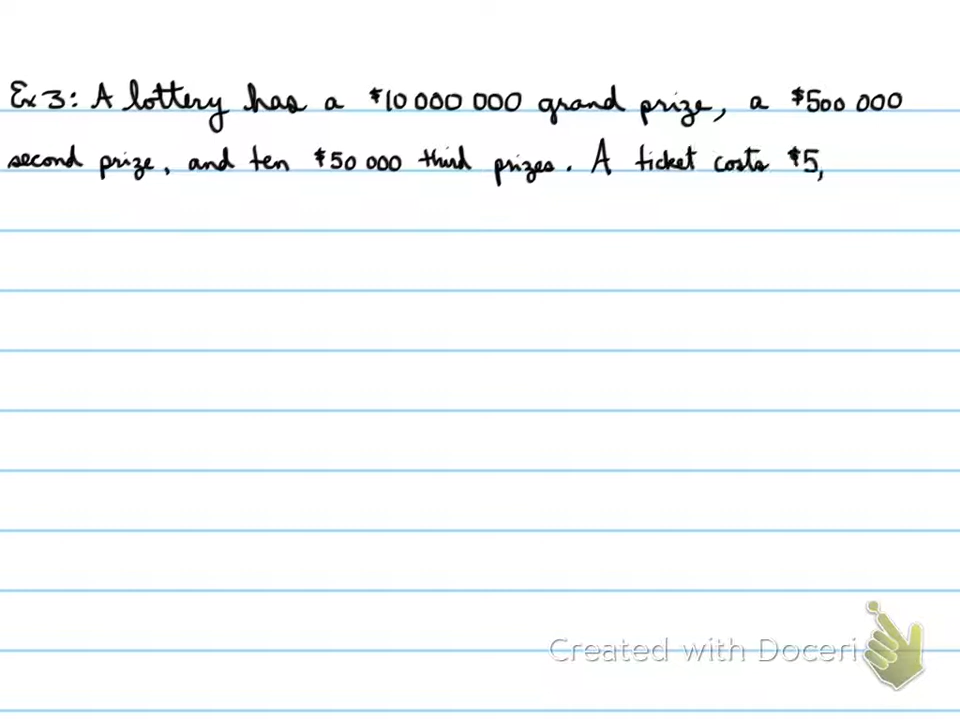 Ex 3: A lottery has a $10 000 000 grand prize, a $500 000
second prize, and ten $50 000 third prizes. A ticket costs $5,
Created with Doceri